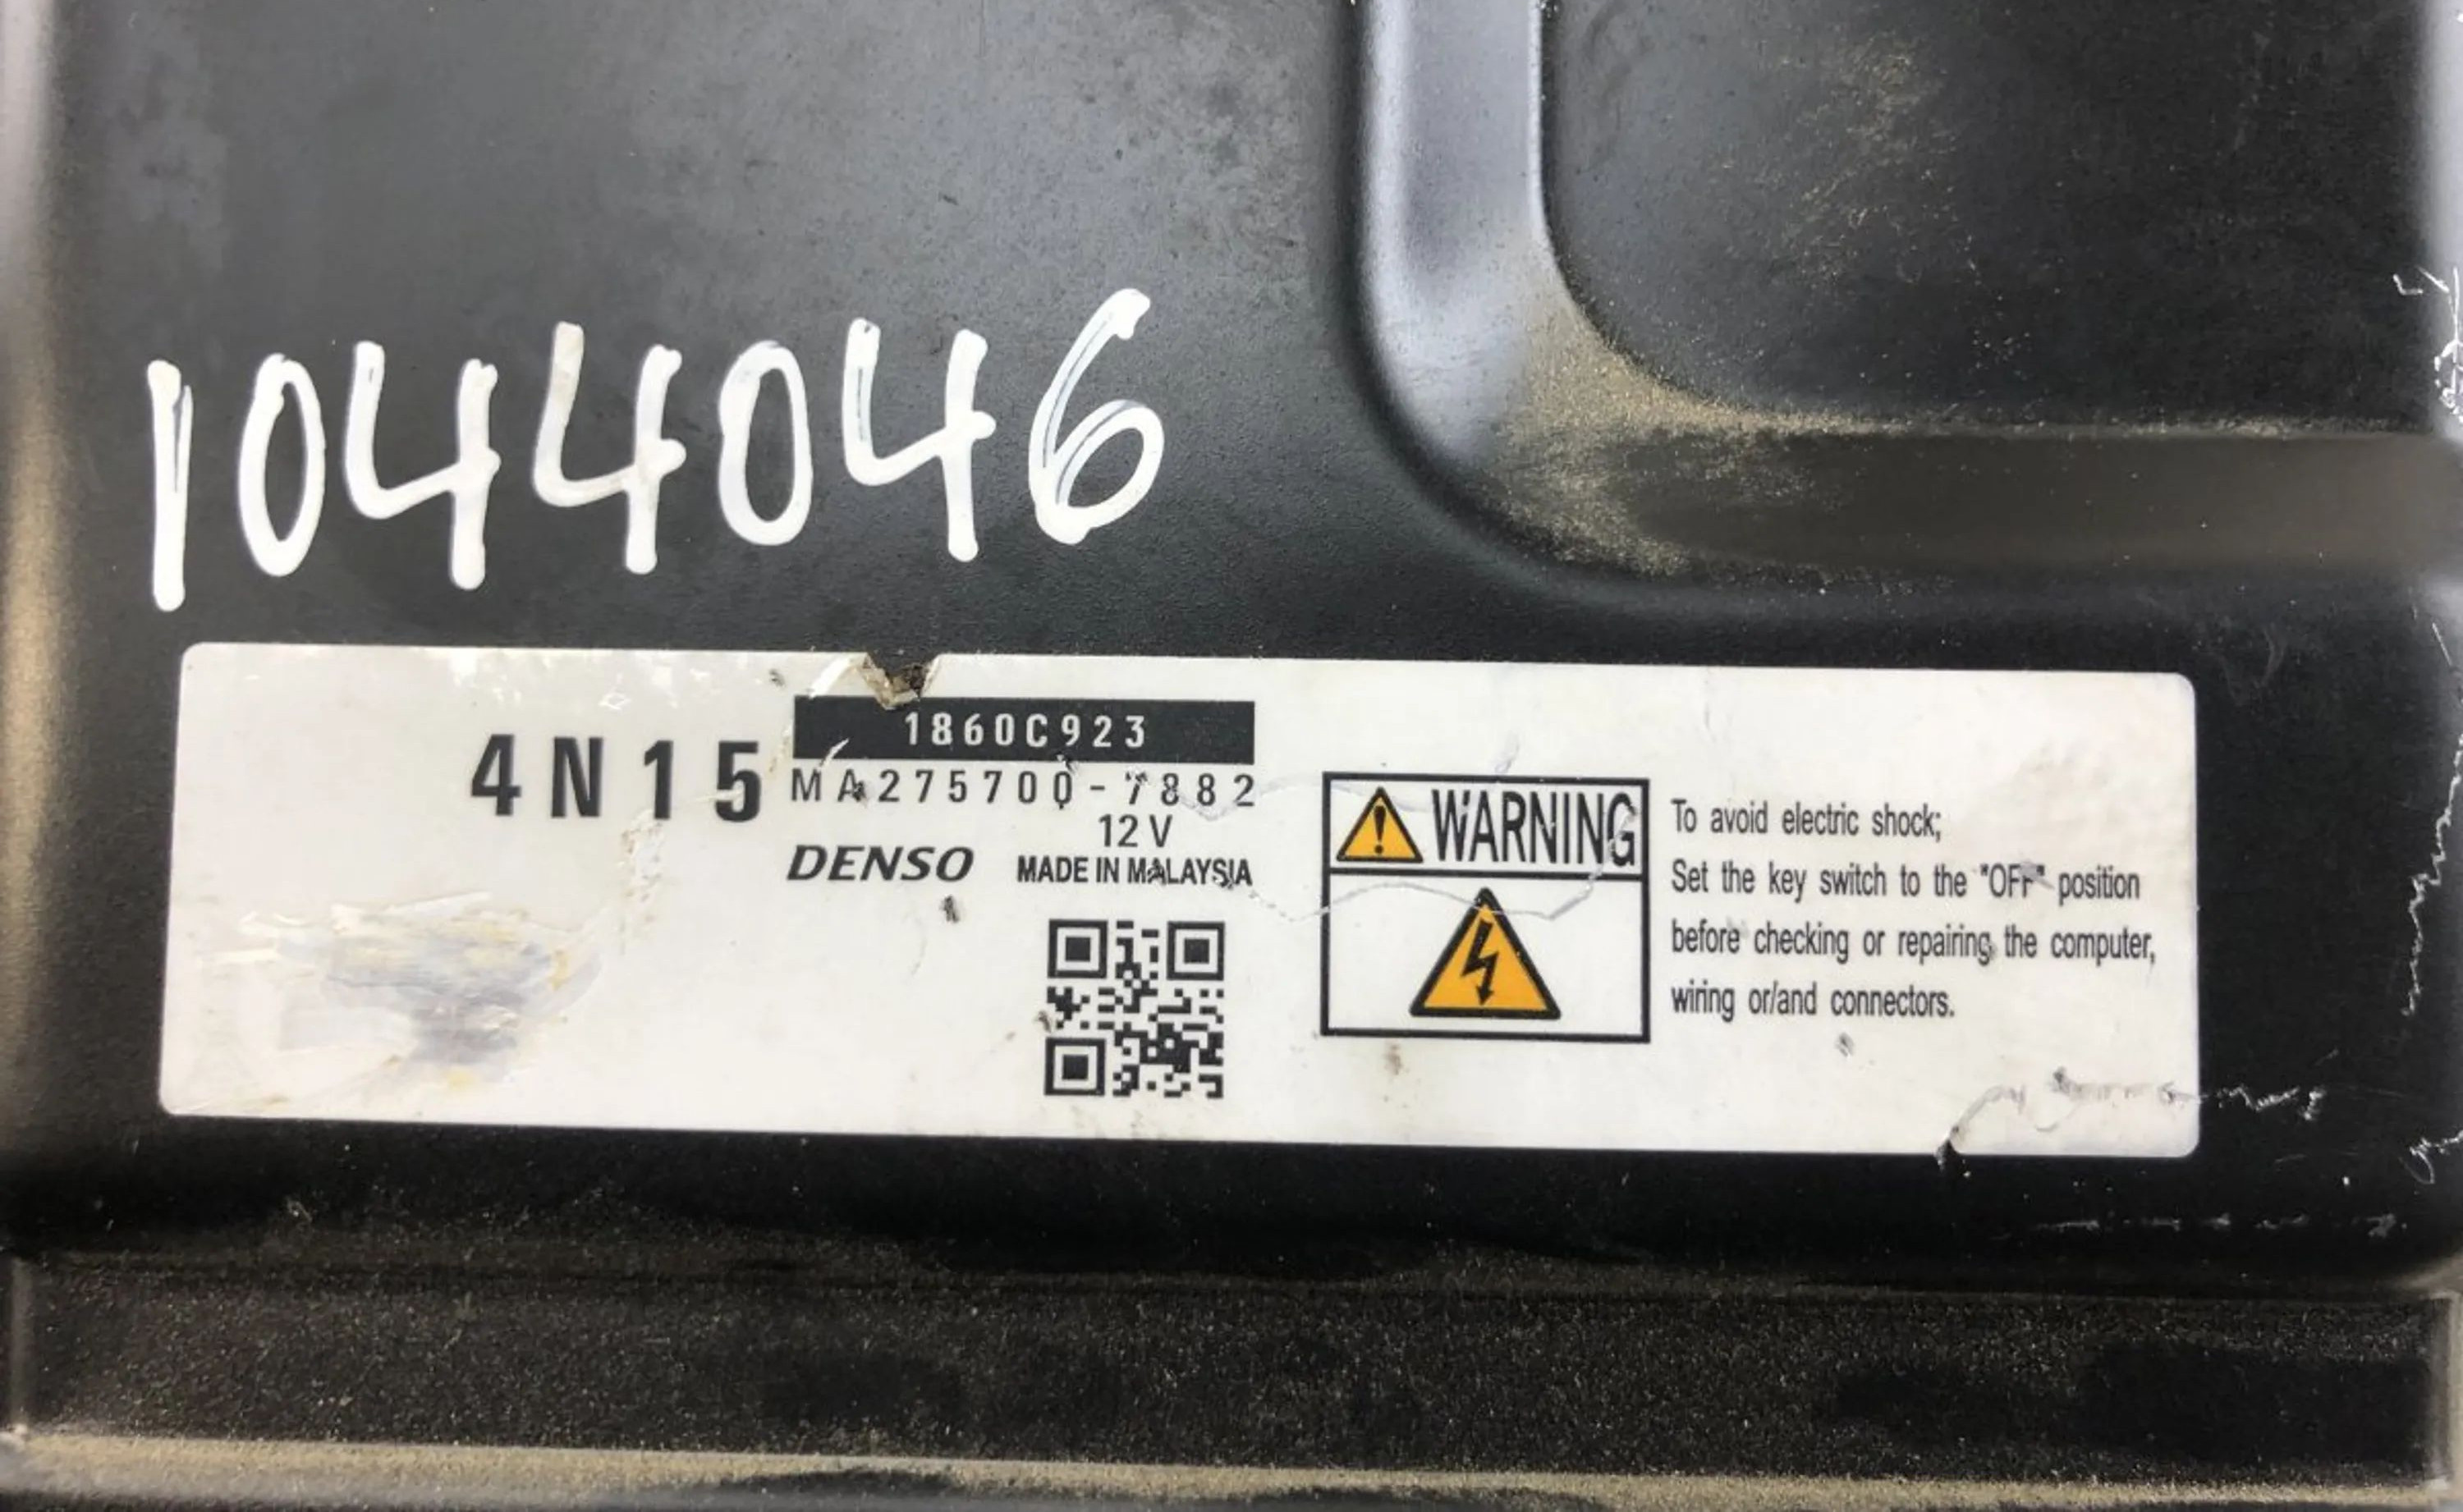 1044046
1860C923
4N15
MA275700-7882
12V
DENSO MADE IN MALAYSIA
WARNING
To avoid electric shock;
Set the key switch to the "OFF" position
before checking or repairing the computer,
wiring or/and connectors.